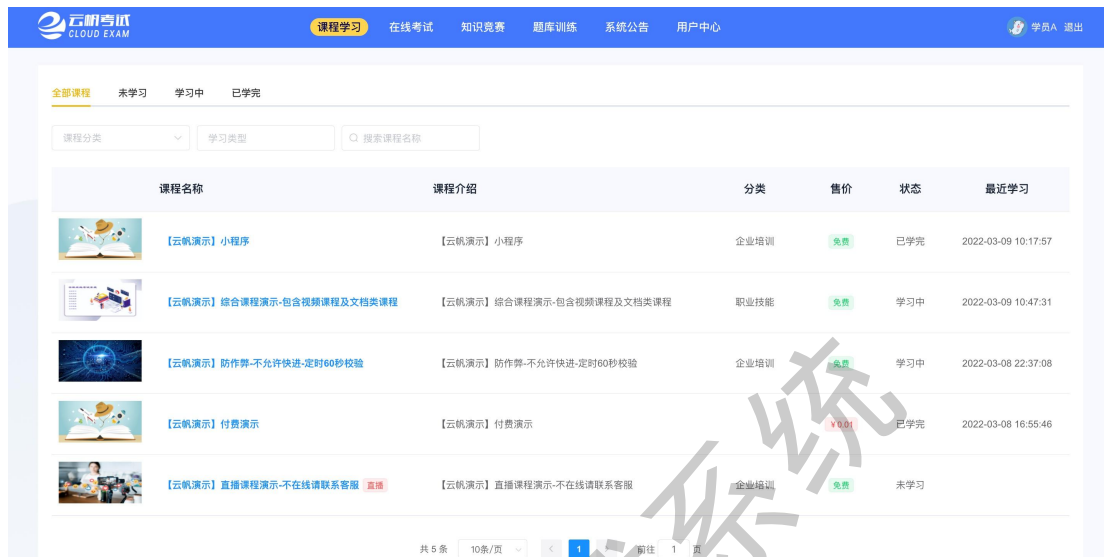 云帆考试
CLOUD EXAM
课程学习 在线考试 知识竞赛 题库训练 系统公告 用户中心 学员A 退出
全部课程 未学习 学习中 已学完
课程分类 学习类型 搜索课程名称
课程名称 课程介绍 分类 售价 状态 最近学习
【云帆演示】小程序 【云帆演示】小程序 企业培训 免费 已学完 2022-03-09 10:17:57
【云帆演示】综合课程演示-包含视频课程及文档类课程 【云帆演示】综合课程演示-包含视频课程及文档类课程 职业技能 免费 学习中 2022-03-09 10:47:31
【云帆演示】防作弊-不允许快进-定时60秒校验 【云帆演示】防作弊-不允许快进-定时60秒校验 企业培训 免费 学习中 2022-03-08 22:37:08
【云帆演示】付费演示 【云帆演示】付费演示 ¥0.01 已学完 2022-03-08 16:55:46
【云帆演示】直播课程演示-不在线请联系客服 直播 【云帆演示】直播课程演示-不在线请联系客服 企业培训 免费 未学习
共 5 条 10条/页 1 前往 1 页
系统